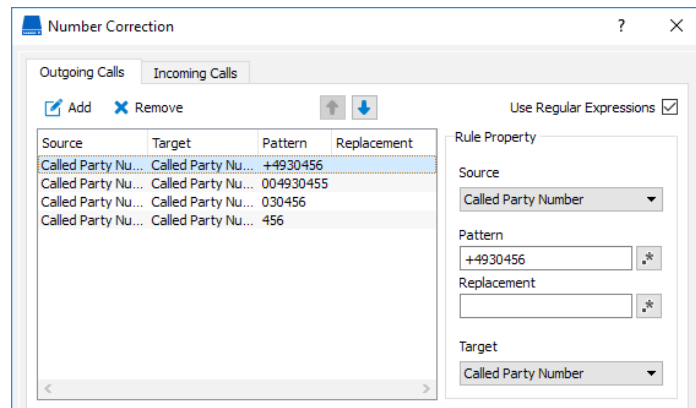 Number Correction
Outgoing Calls Incoming Calls
Add Remove Use Regular Expressions
Source Target Pattern Replacement
Called Party Nu... Called Party Nu... +4930456
Called Party Nu... Called Party Nu... 004930455
Called Party Nu... Called Party Nu... 030456
Called Party Nu... Called Party Nu... 456
Rule Property
Source
Called Party Number
Pattern
+4930456
.*
Replacement
.*
Target
Called Party Number